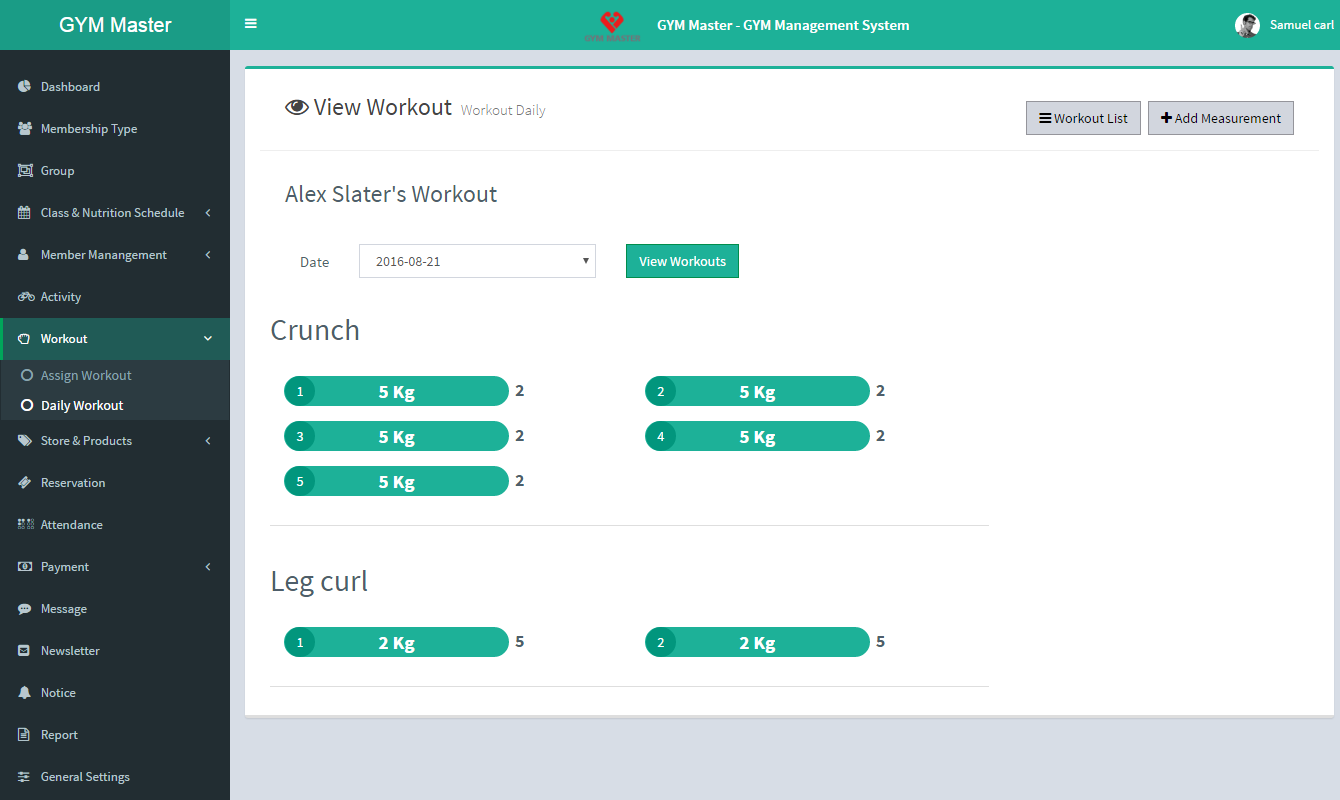 GYM Master
GYM MASTER
GYM Master - GYM Management System
Samuel carl
Dashboard
Membership Type
Group
Class & Nutrition Schedule
Member Manangement
Activity
Workout
Assign Workout
Daily Workout
Store & Products
Reservation
Attendance
Payment
Message
Newsletter
Notice
Report
General Settings
View Workout Workout Daily
Workout List
Add Measurement
Alex Slater's Workout
Date 2016-08-21 View Workouts
Crunch
1 5 Kg 2 2 5 Kg 2
3 5 Kg 2 4 5 Kg 2
5 5 Kg 2
Leg curl
1 2 Kg 5 2 2 Kg 5